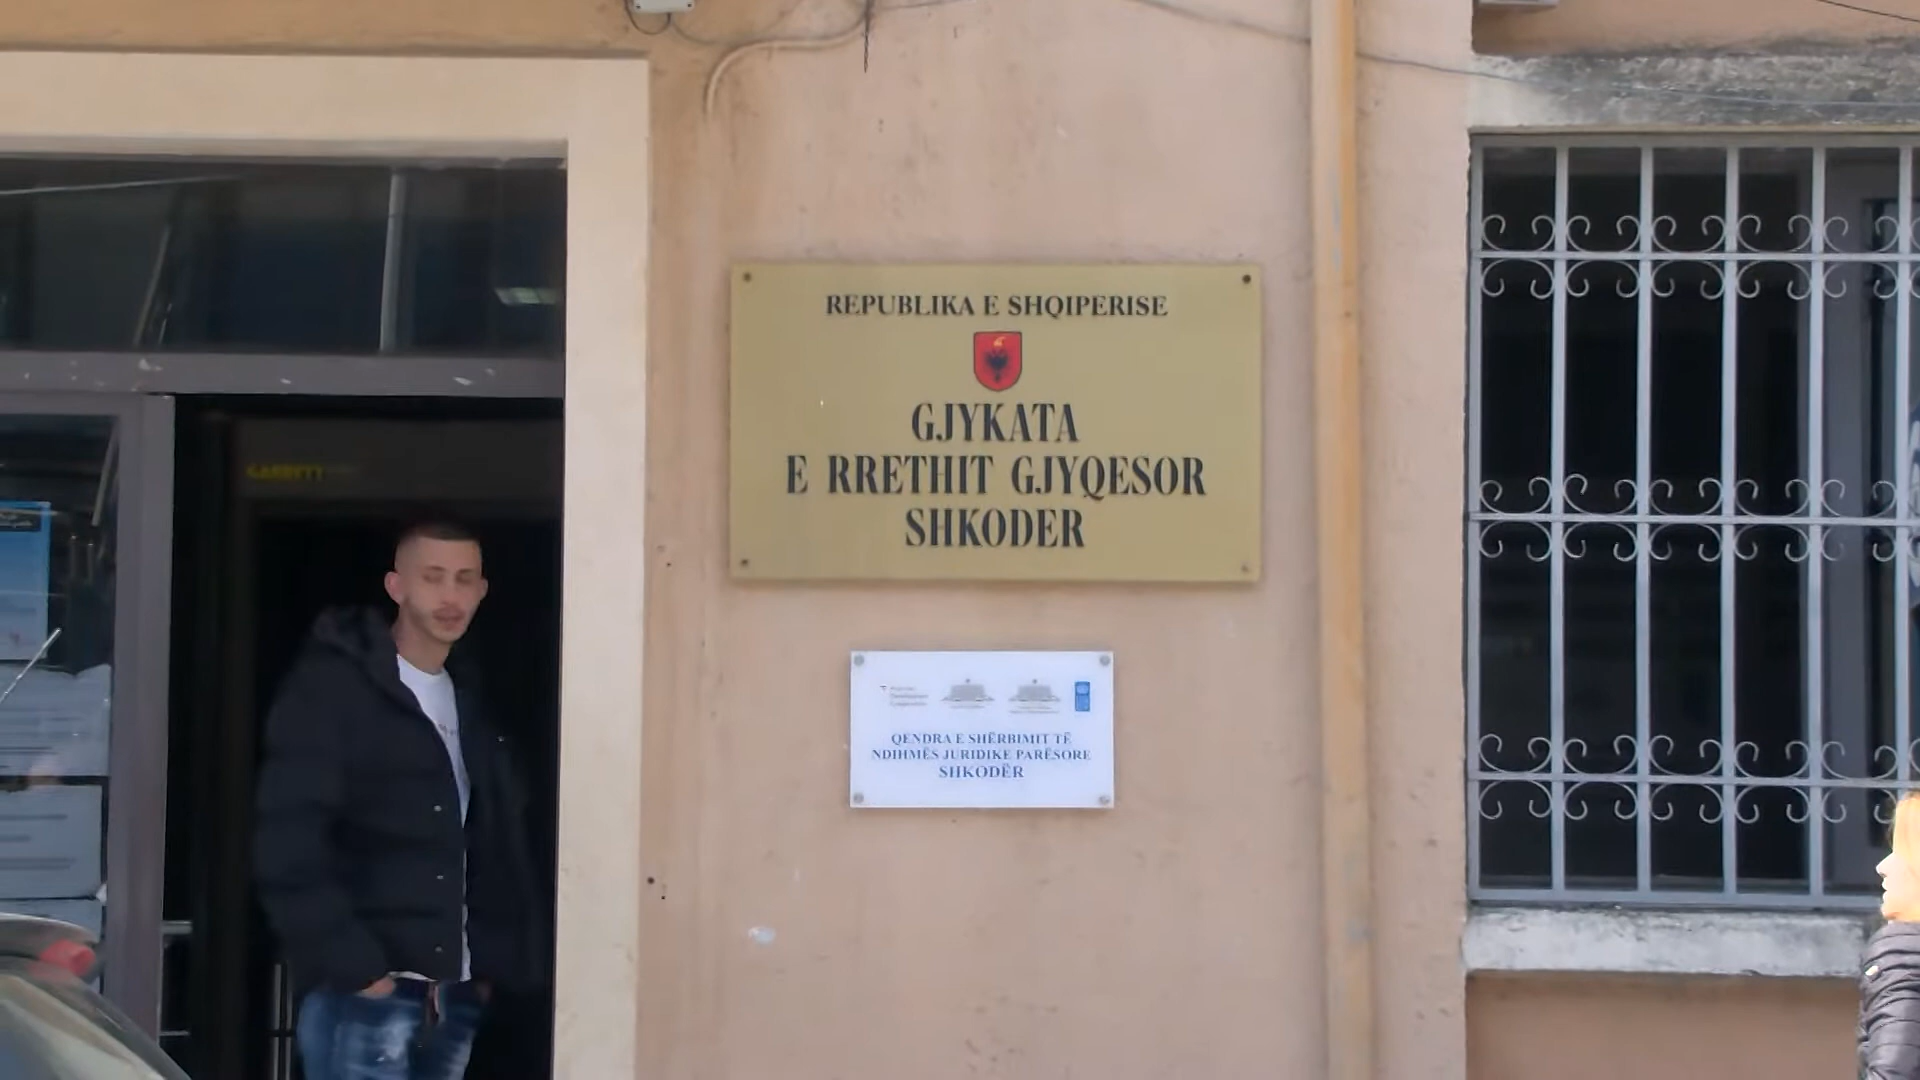 REPUBLIKA E SHQIPERISE
GJYKATA
E RRETHIT GJYQESOR
SHKODER
QENDRA E SHËRBIMIT TË
NDIHMËS JURIDIKE PARËSORE
SHKODËR